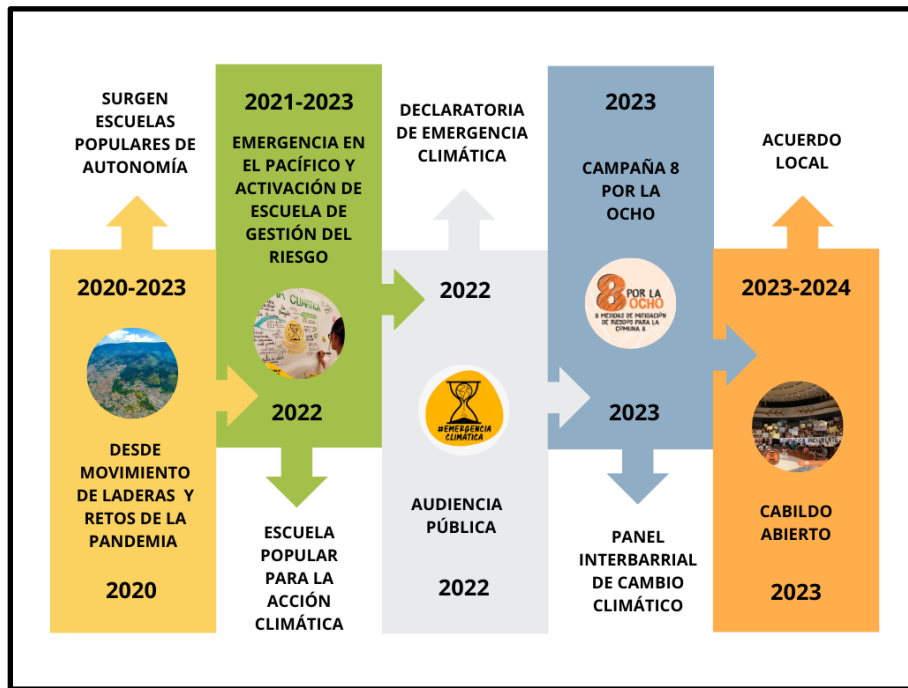 SURGEN
ESCUELAS
POPULARES DE
AUTONOMÍA
2020-2023
DESDE
MOVIMIENTO
DE LADERAS Y
RETOS DE LA
PANDEMIA
2020
2021-2023
EMERGENCIA EN
EL PACÍFICO Y
ACTIVACIÓN DE
ESCUELA DE
GESTIÓN DEL
RIESGO
CLIMÁTICA
2022
ESCUELA
POPULAR
PARA LA
ACCIÓN
CLIMÁTICA
DECLARATORIA
DE EMERGENCIA
CLIMÁTICA
2022
#EMERGENCIA
CLIMÁTICA
AUDIENCIA
PÚBLICA
2022
2023
CAMPAÑA 8
POR LA
OCHO
8 POR LA
OCHO
8 MEDIDAS DE MITIGACIÓN
DE RIESGOS PARA LA
COMUNA 8
2023
PANEL
INTERBARRIAL
DE CAMBIO
CLIMÁTICO
ACUERDO
LOCAL
2023-2024
CABILDO
ABIERTO
2023